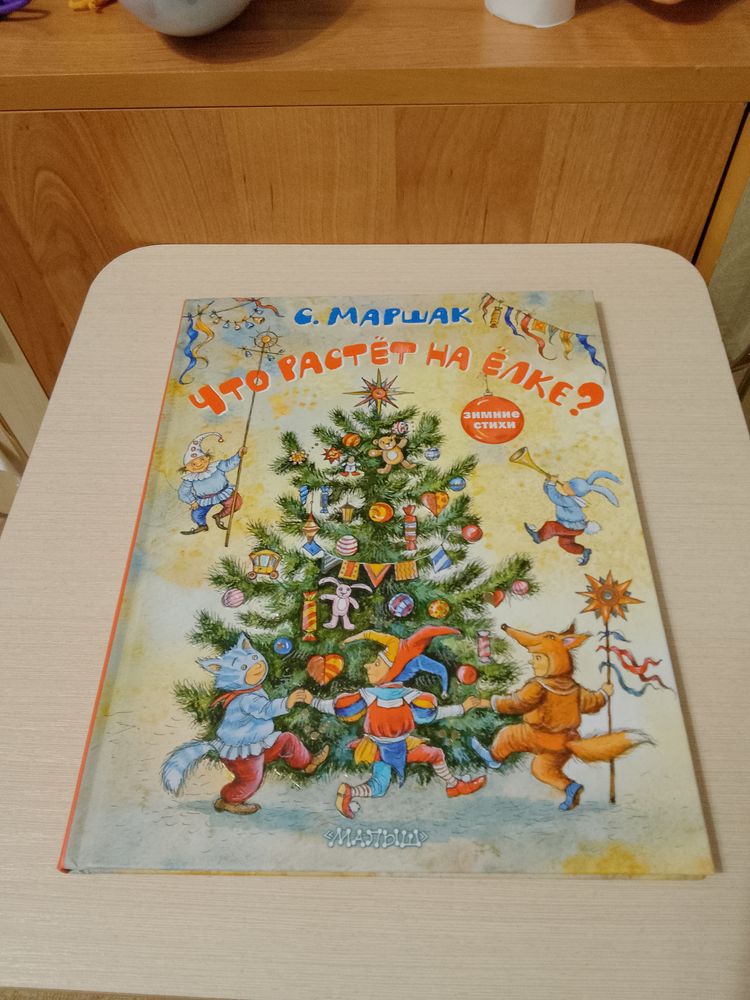 С. МАРШАК
ЧТО РАСТЁТ НА ЁЛКЕ?
ЗИМНИЕ
СТИХИ
«МАЛЫШ»